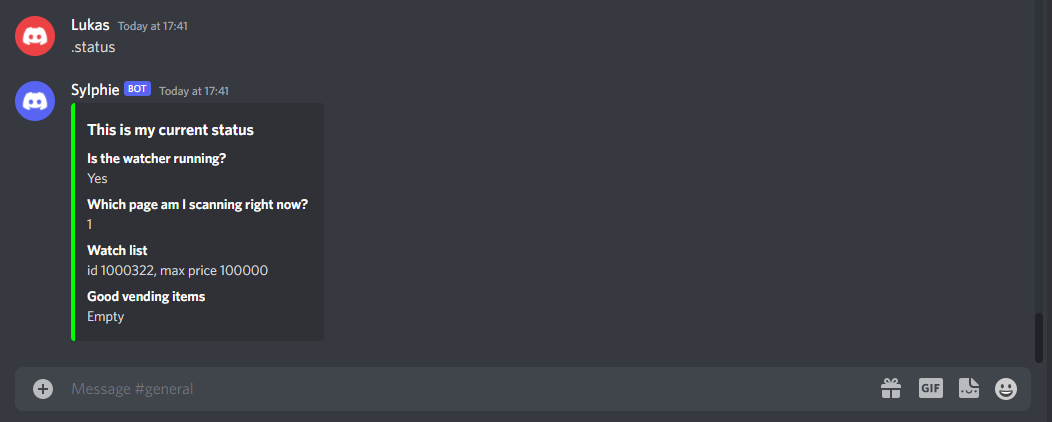 Lukas Today at 17:41
.status
Sylphie BOT Today at 17:41
This is my current status
Is the watcher running?
Yes
Which page am I scanning right now?
1
Watch list
id 1000322, max price 100000
Good vending items
Empty
Message #general
GIF